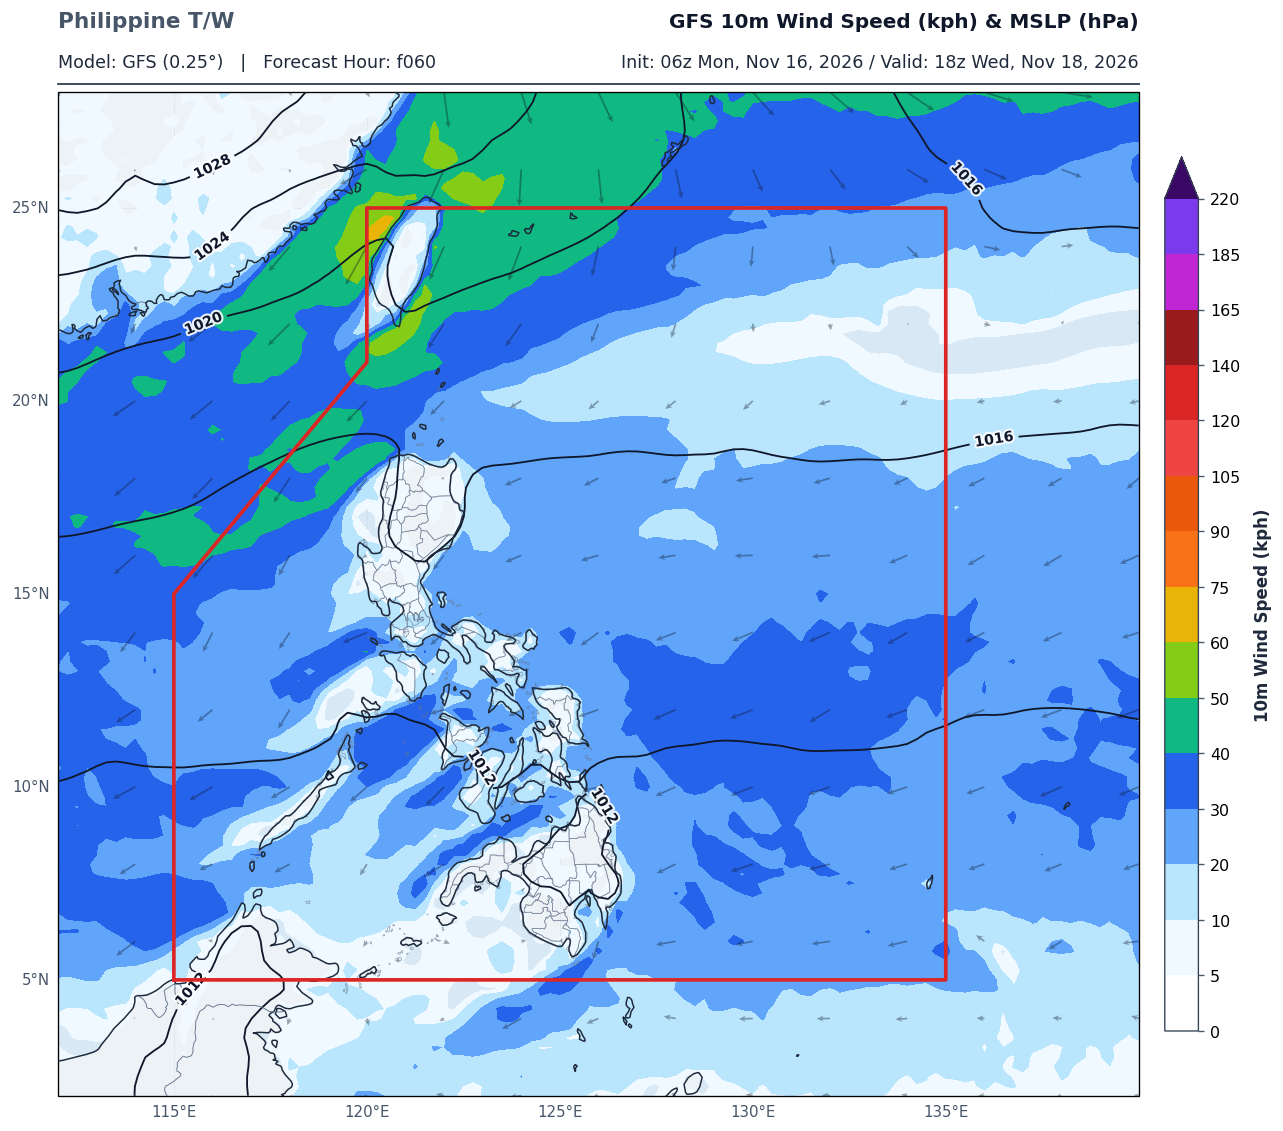 Philippine T/W
GFS 10m Wind Speed (kph) & MSLP (hPa)
Model: GFS (0.25°) | Forecast Hour: f060
Init: 06z Mon, Nov 16, 2026 / Valid: 18z Wed, Nov 18, 2026
1028
1024
1020
1016
1016
1012
1012
1012
25°N
20°N
15°N
10°N
5°N
115°E
120°E
125°E
130°E
135°E
220
185
165
140
120
105
90
75
60
50
40
30
20
10
5
0
10m Wind Speed (kph)